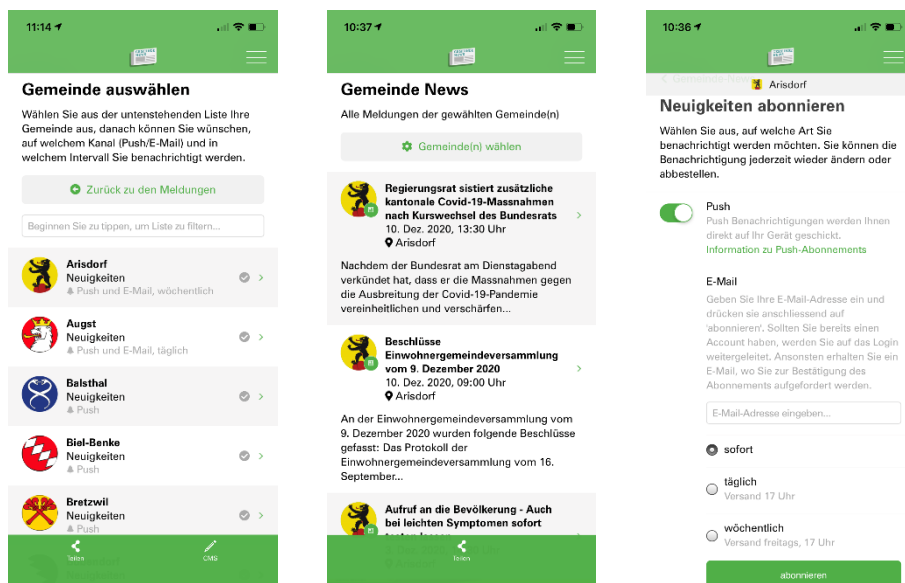 11:14
Gemeinde auswählen
Wählen Sie aus der untenstehenden Liste Ihre
Gemeinde aus, danach können Sie wünschen,
auf welchem Kanal (Push/E-Mail) und in
welchem Intervall Sie benachrichtigt werden.
Zurück zu den Meldungen
Beginnen Sie zu tippen, um Liste zu filtern...
Arisdorf
Neuigkeiten
Push und E-Mail, wöchentlich
Augst
Neuigkeiten
Push und E-Mail, täglich
Balsthal
Neuigkeiten
Push
Biel-Benke
Neuigkeiten
Push
Bretzwil
Neuigkeiten
Push
Teilen
CMS
10:37
Gemeinde News
Alle Meldungen der gewählten Gemeinde(n)
Gemeinde(n) wählen
Regierungsrat sistiert zusätzliche
kantonale Covid-19-Massnahmen
nach Kurswechsel des Bundesrats
10. Dez. 2020, 13:30 Uhr
Arisdorf
Nachdem der Bundesrat am Dienstagabend
verkündet hat, dass er die Massnahmen gegen
die Ausbreitung der Covid-19-Pandemie
vereinheitlichen und verschärfen...
Beschlüsse
Einwohnergemeindeversammlung
vom 9. Dezember 2020
10. Dez. 2020, 09:00 Uhr
Arisdorf
An der Einwohnergemeindeversammlung vom
9. Dezember 2020 wurden folgende Beschlüsse
gefasst: Das Protokoll der
Einwohnergemeindeversammlung vom 16.
September...
Aufruf an die Bevölkerung - Auch
bei leichten Symptomen sofort
Teilen
10:36
Gemeinde-News
Arisdorf
Neuigkeiten abonnieren
Wählen Sie aus, auf welche Art Sie
benachrichtigt werden möchten. Sie können die
Benachrichtigung jederzeit wieder ändern oder
abbestellen.
Push
Push Benachrichtigungen werden Ihnen
direkt auf Ihr Gerät geschickt.
Information zu Push-Abonnements
E-Mail
Geben Sie Ihre E-Mail-Adresse ein und
drücken sie anschliessend auf
'abonnieren'. Sollten Sie bereits einen
Account haben, werden Sie auf das Login
weitergeleitet. Ansonsten erhalten Sie ein
E-Mail, wo Sie zur Bestätigung des
Abonnements aufgefordert werden.
E-Mail-Adresse eingeben...
sofort
täglich
Versand 17 Uhr
wöchentlich
Versand freitags, 17 Uhr
abonnieren